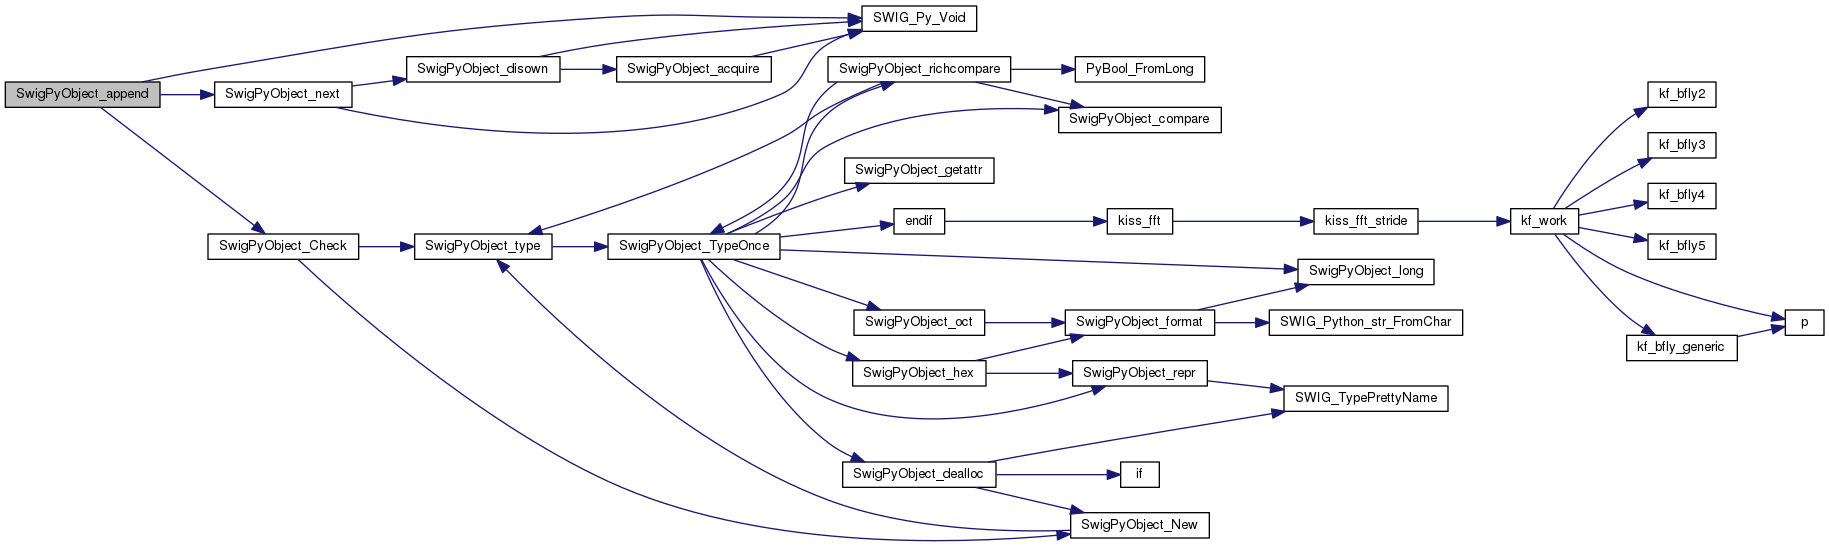 SWIG_Py_Void
SwigPyObject_disown
SwigPyObject_acquire
SwigPyObject_richcompare
PyBool_FromLong
SwigPyObject_append
SwigPyObject_next
kf_bfly2
SwigPyObject_compare
kf_bfly3
SwigPyObject_getattr
kf_bfly4
endif
kiss_fft
kiss_fft_stride
kf_work
SwigPyObject_Check
SwigPyObject_type
SwigPyObject_TypeOnce
kf_bfly5
SwigPyObject_long
SwigPyObject_oct
SwigPyObject_format
SWIG_Python_str_FromChar
p
kf_bfly_generic
SwigPyObject_hex
SwigPyObject_repr
SWIG_TypePrettyName
SwigPyObject_dealloc
if
SwigPyObject_New